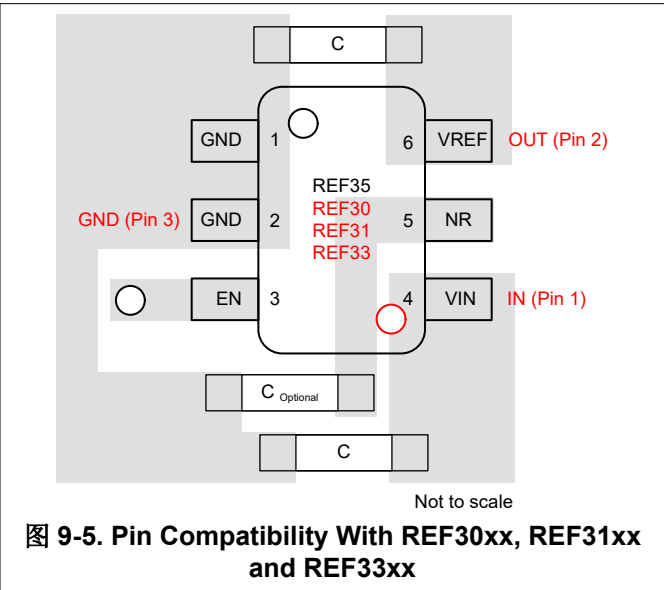 C
GND 1 6 VREF OUT (Pin 2)
REF35
GND (Pin 3) GND 2 REF30 5 NR
REF31
REF33
EN 3 4 VIN IN (Pin 1)
C Optional
C
Not to scale
图 9-5. Pin Compatibility With REF30xx, REF31xx
and REF33xx